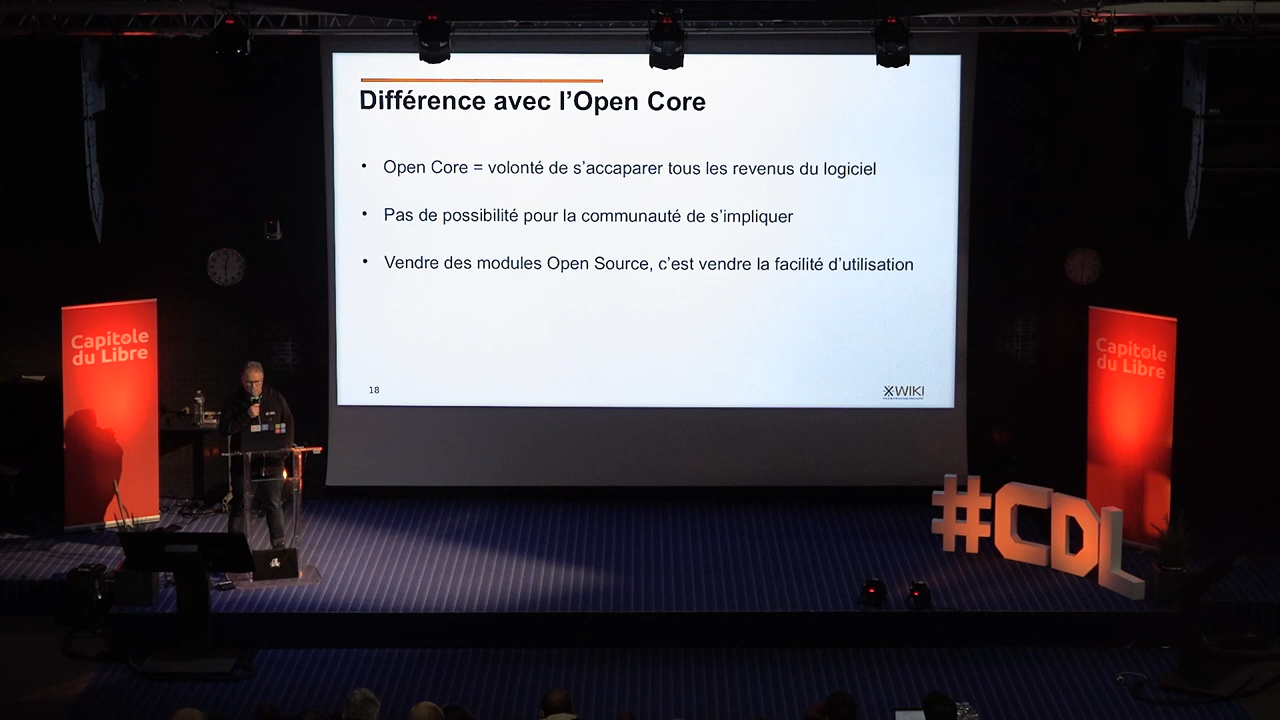 Différence avec l’Open Core
• Open Core = volonté de s’accaparer tous les revenus du logiciel
• Pas de possibilité pour la communauté de s’impliquer
• Vendre des modules Open Source, c’est vendre la facilité d’utilisation
18
XWIKI
Capitole
du Libre
Capitole
du Libre
#CDL